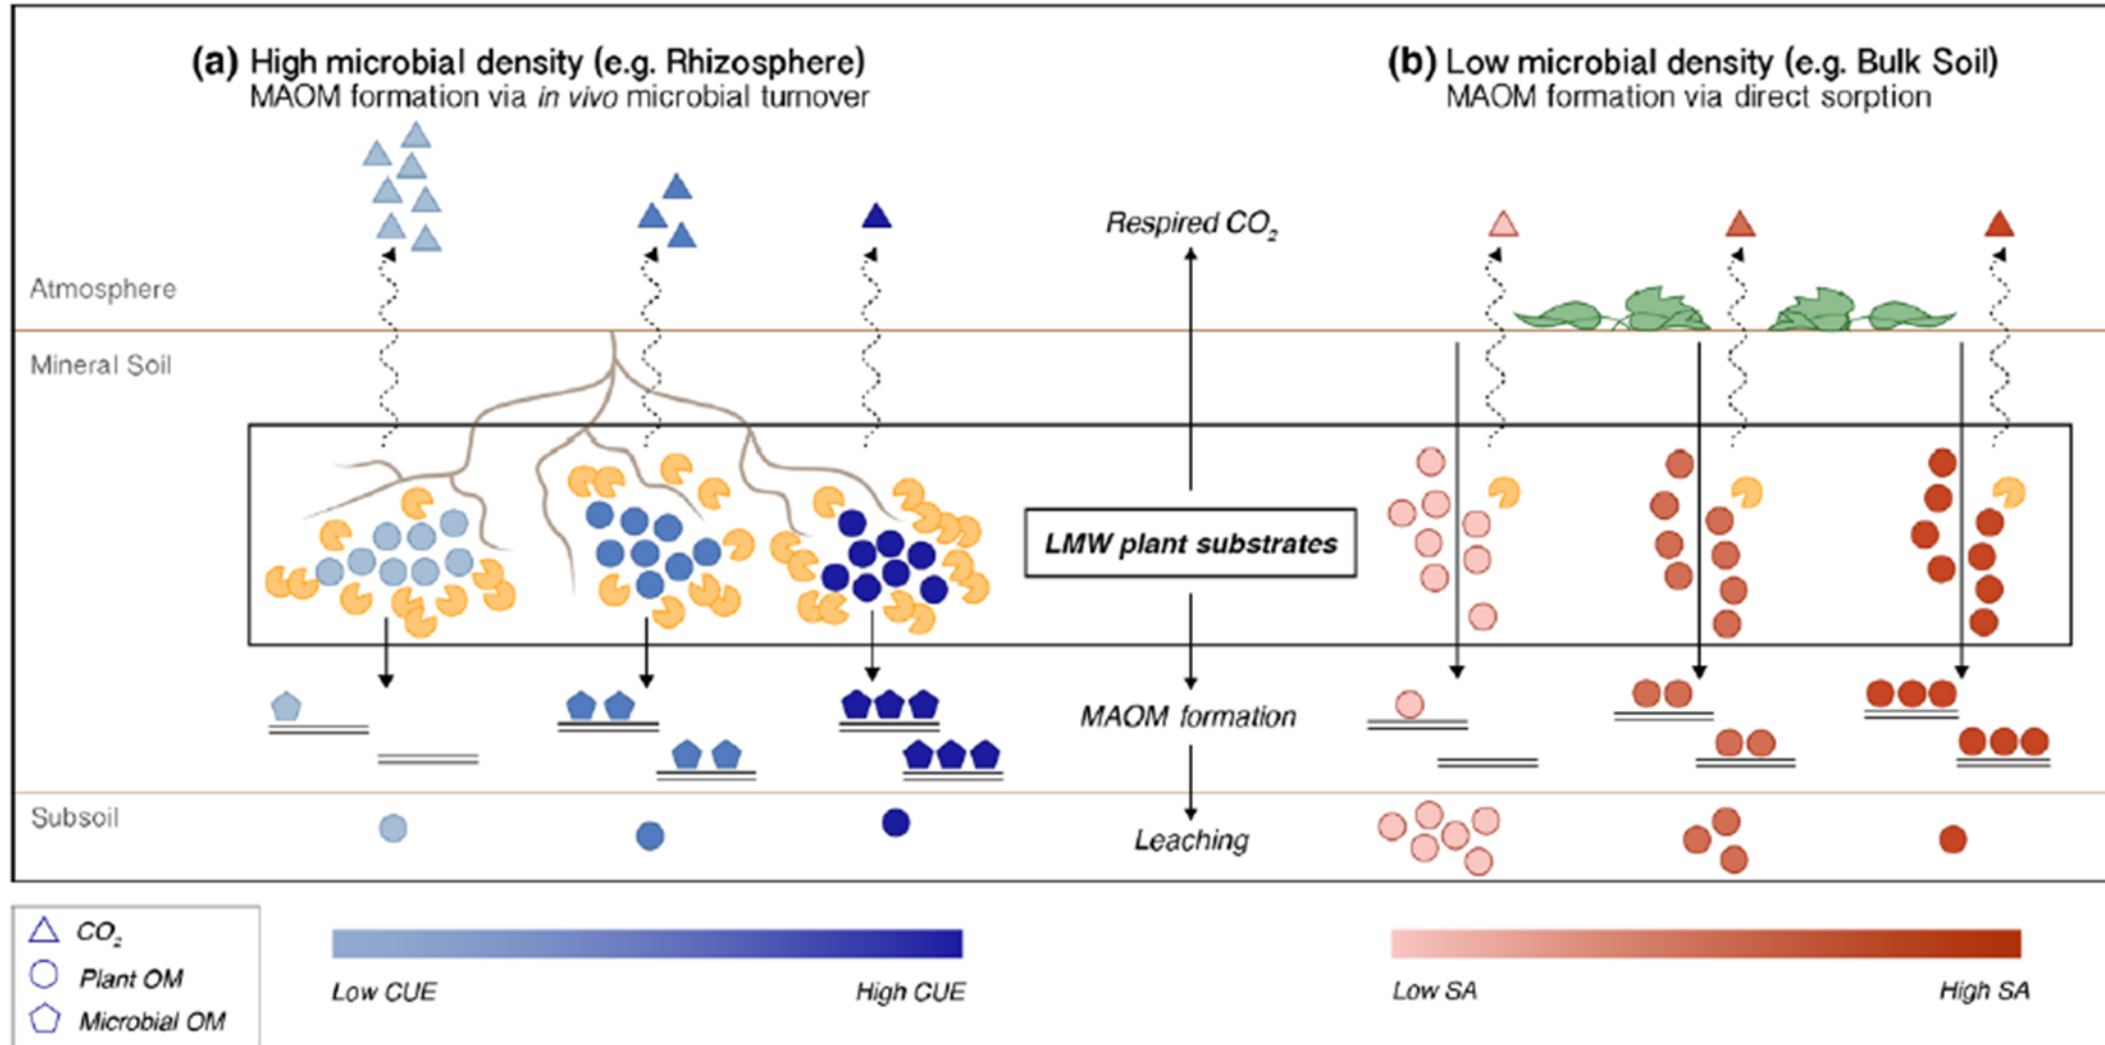 (a) High microbial density (e.g. Rhizosphere)
MAOM formation via in vivo microbial turnover
(b) Low microbial density (e.g. Bulk Soil)
MAOM formation via direct sorption
Respired CO₂
Atmosphere
Mineral Soil
LMW plant substrates
MAOM formation
Subsoil
Leaching
CO₂
Plant OM
Microbial OM
Low CUE
High CUE
Low SA
High SA